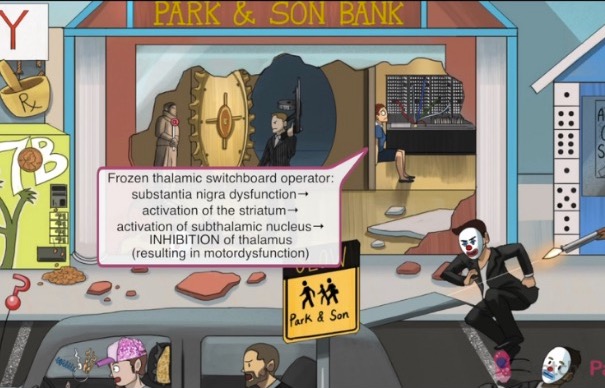 Y
PARK & SON BANK
Rx
7B
Frozen thalamic switchboard operator:
substantia nigra dysfunction→
activation of the striatum→
activation of subthalamic nucleus→
INHIBITION of thalamus
(resulting in motordysfunction)
Park & Son
?
A
S
P